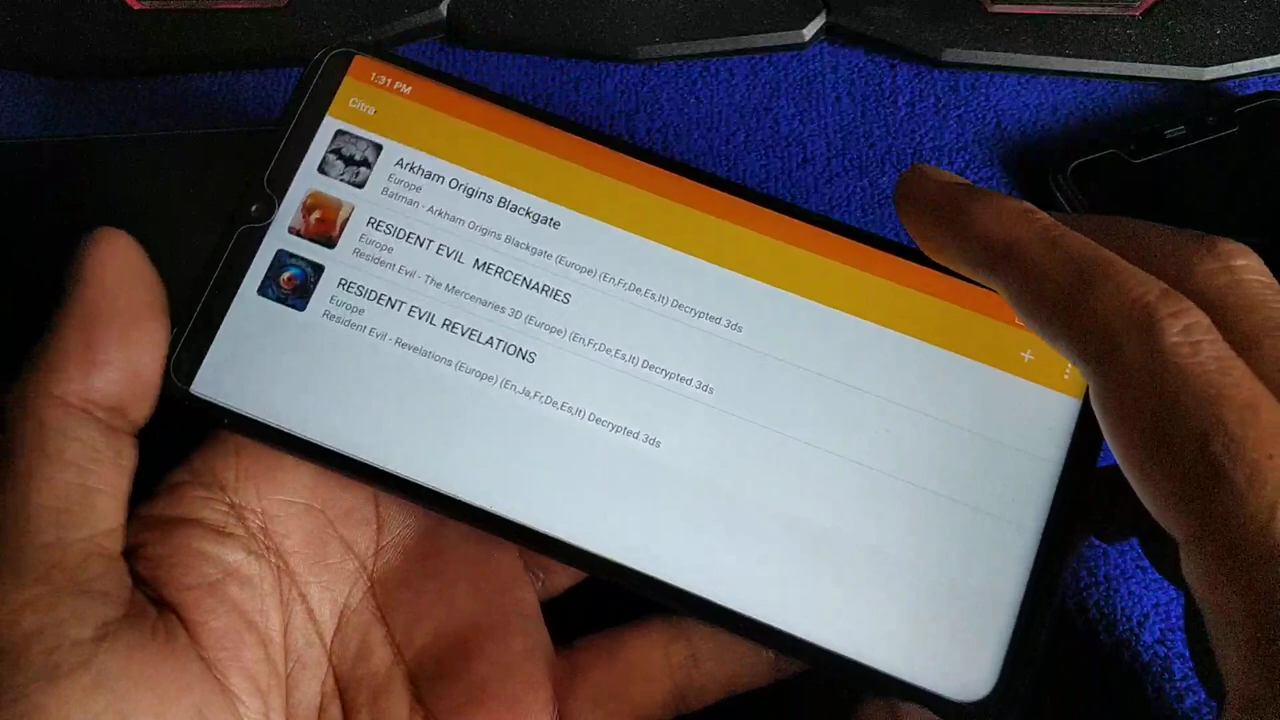 1:31 PM
Citra
Arkham Origins Blackgate
Europe
Batman - Arkham Origins Blackgate (Europe) (En,Fr,De,Es,It) Decrypted.3ds
RESIDENT EVIL MERCENARIES
Europe
Resident Evil - The Mercenaries 3D (Europe) (En,Fr,De,Es,It) Decrypted.3ds
RESIDENT EVIL REVELATIONS
Europe
Resident Evil - Revelations (Europe) (En,Ja,Fr,De,Es,It) Decrypted.3ds